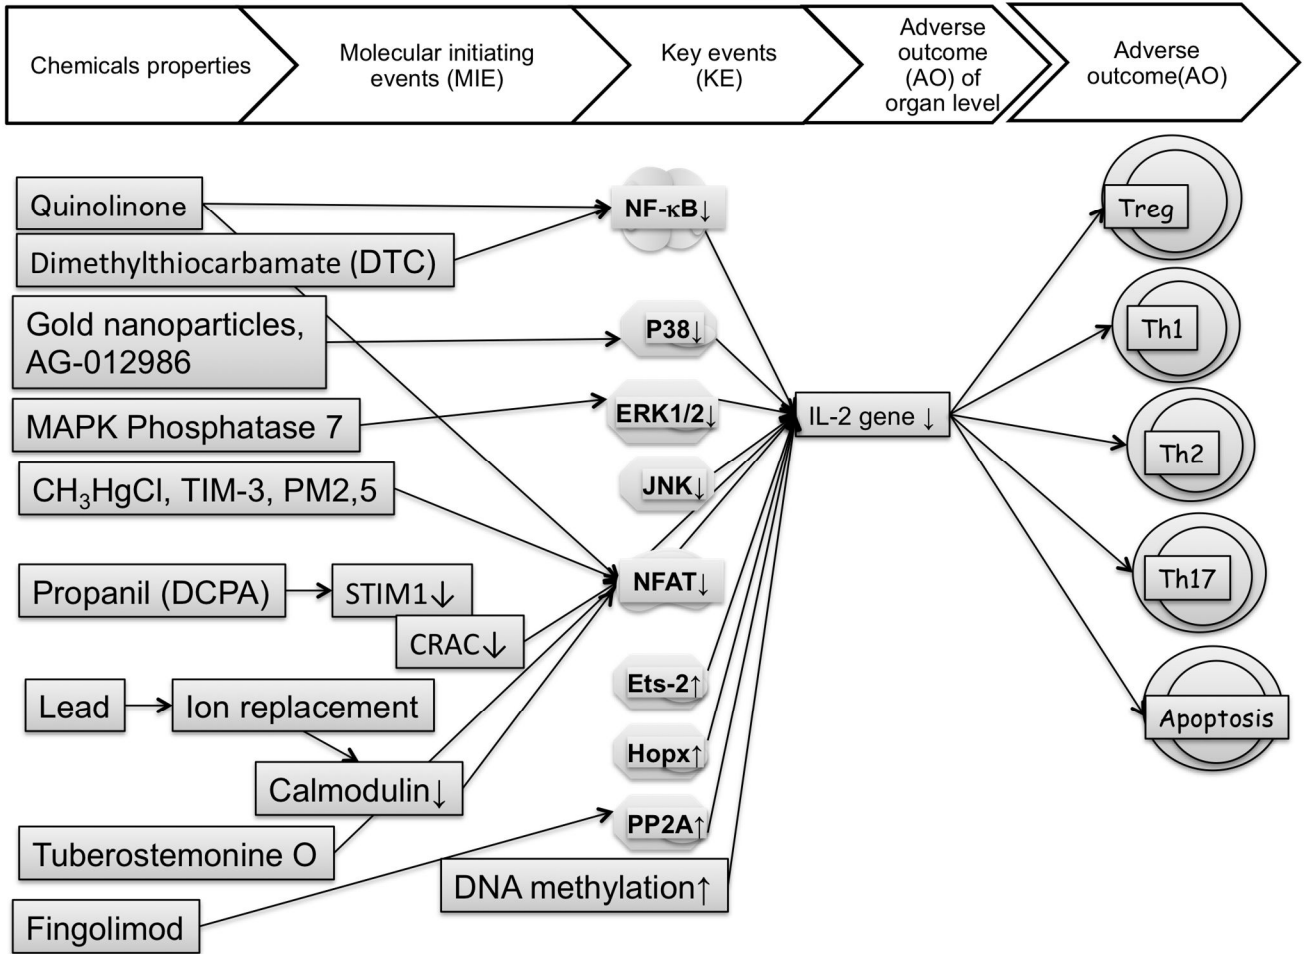 Chemicals properties
Molecular initiating
events (MIE)
Key events
(KE)
Adverse
outcome
(AO) of
organ level
Adverse
outcome(AO)
Quinolinone
Dimethylthiocarbamate (DTC)
Gold nanoparticles,
AG-012986
MAPK Phosphatase 7
CH₃HgCl, TIM-3, PM2,5
Propanil (DCPA)
STIM1↓
CRAC↓
Lead
Ion replacement
Calmodulin↓
Tuberostemonine O
Fingolimod
NF-κB↓
P38↓
ERK1/2↓
JNK↓
NFAT↓
Ets-2↑
Hopx↑
PP2A↑
DNA methylation↑
IL-2 gene ↓
Treg
Th1
Th2
Th17
Apoptosis